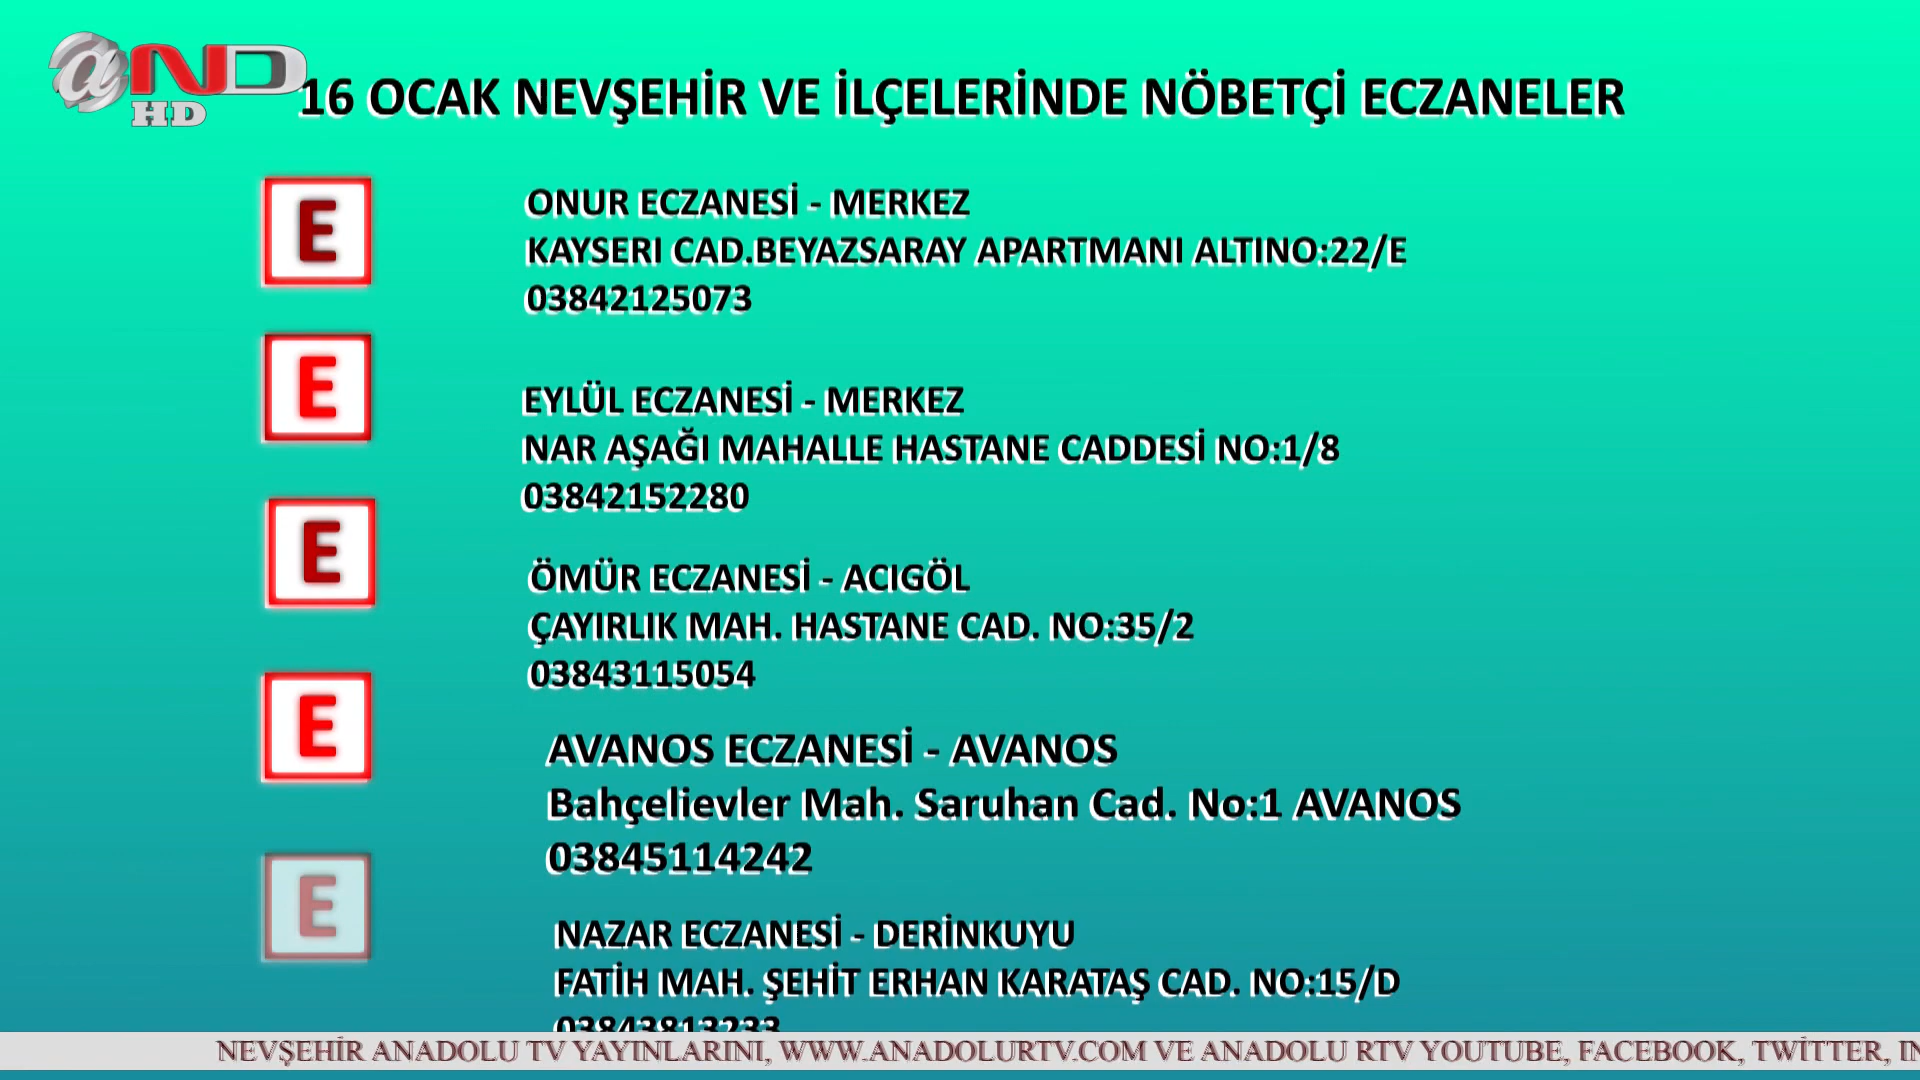 @ND
HD
16 OCAK NEVŞEHİR VE İLÇELERİNDE NÖBETÇİ ECZANELER
E
ONUR ECZANESİ - MERKEZ
KAYSERI CAD.BEYAZSARAY APARTMANI ALTINO:22/E
03842125073
E
EYLÜL ECZANESİ - MERKEZ
NAR AŞAĞI MAHALLE HASTANE CADDESİ NO:1/8
03842152280
E
ÖMÜR ECZANESİ - ACIGÖL
ÇAYIRLIK MAH. HASTANE CAD. NO:35/2
03843115054
E
AVANOS ECZANESİ - AVANOS
Bahçelievler Mah. Saruhan Cad. No:1 AVANOS
03845114242
E
NAZAR ECZANESİ - DERİNKUYU
FATİH MAH. ŞEHİT ERHAN KARATAŞ CAD. NO:15/D
03843813233
NEVŞEHİR ANADOLU TV YAYINLARINI, WWW.ANADOLURTV.COM VE ANADOLU RTV YOUTUBE, FACEBOOK, TWİTTER,